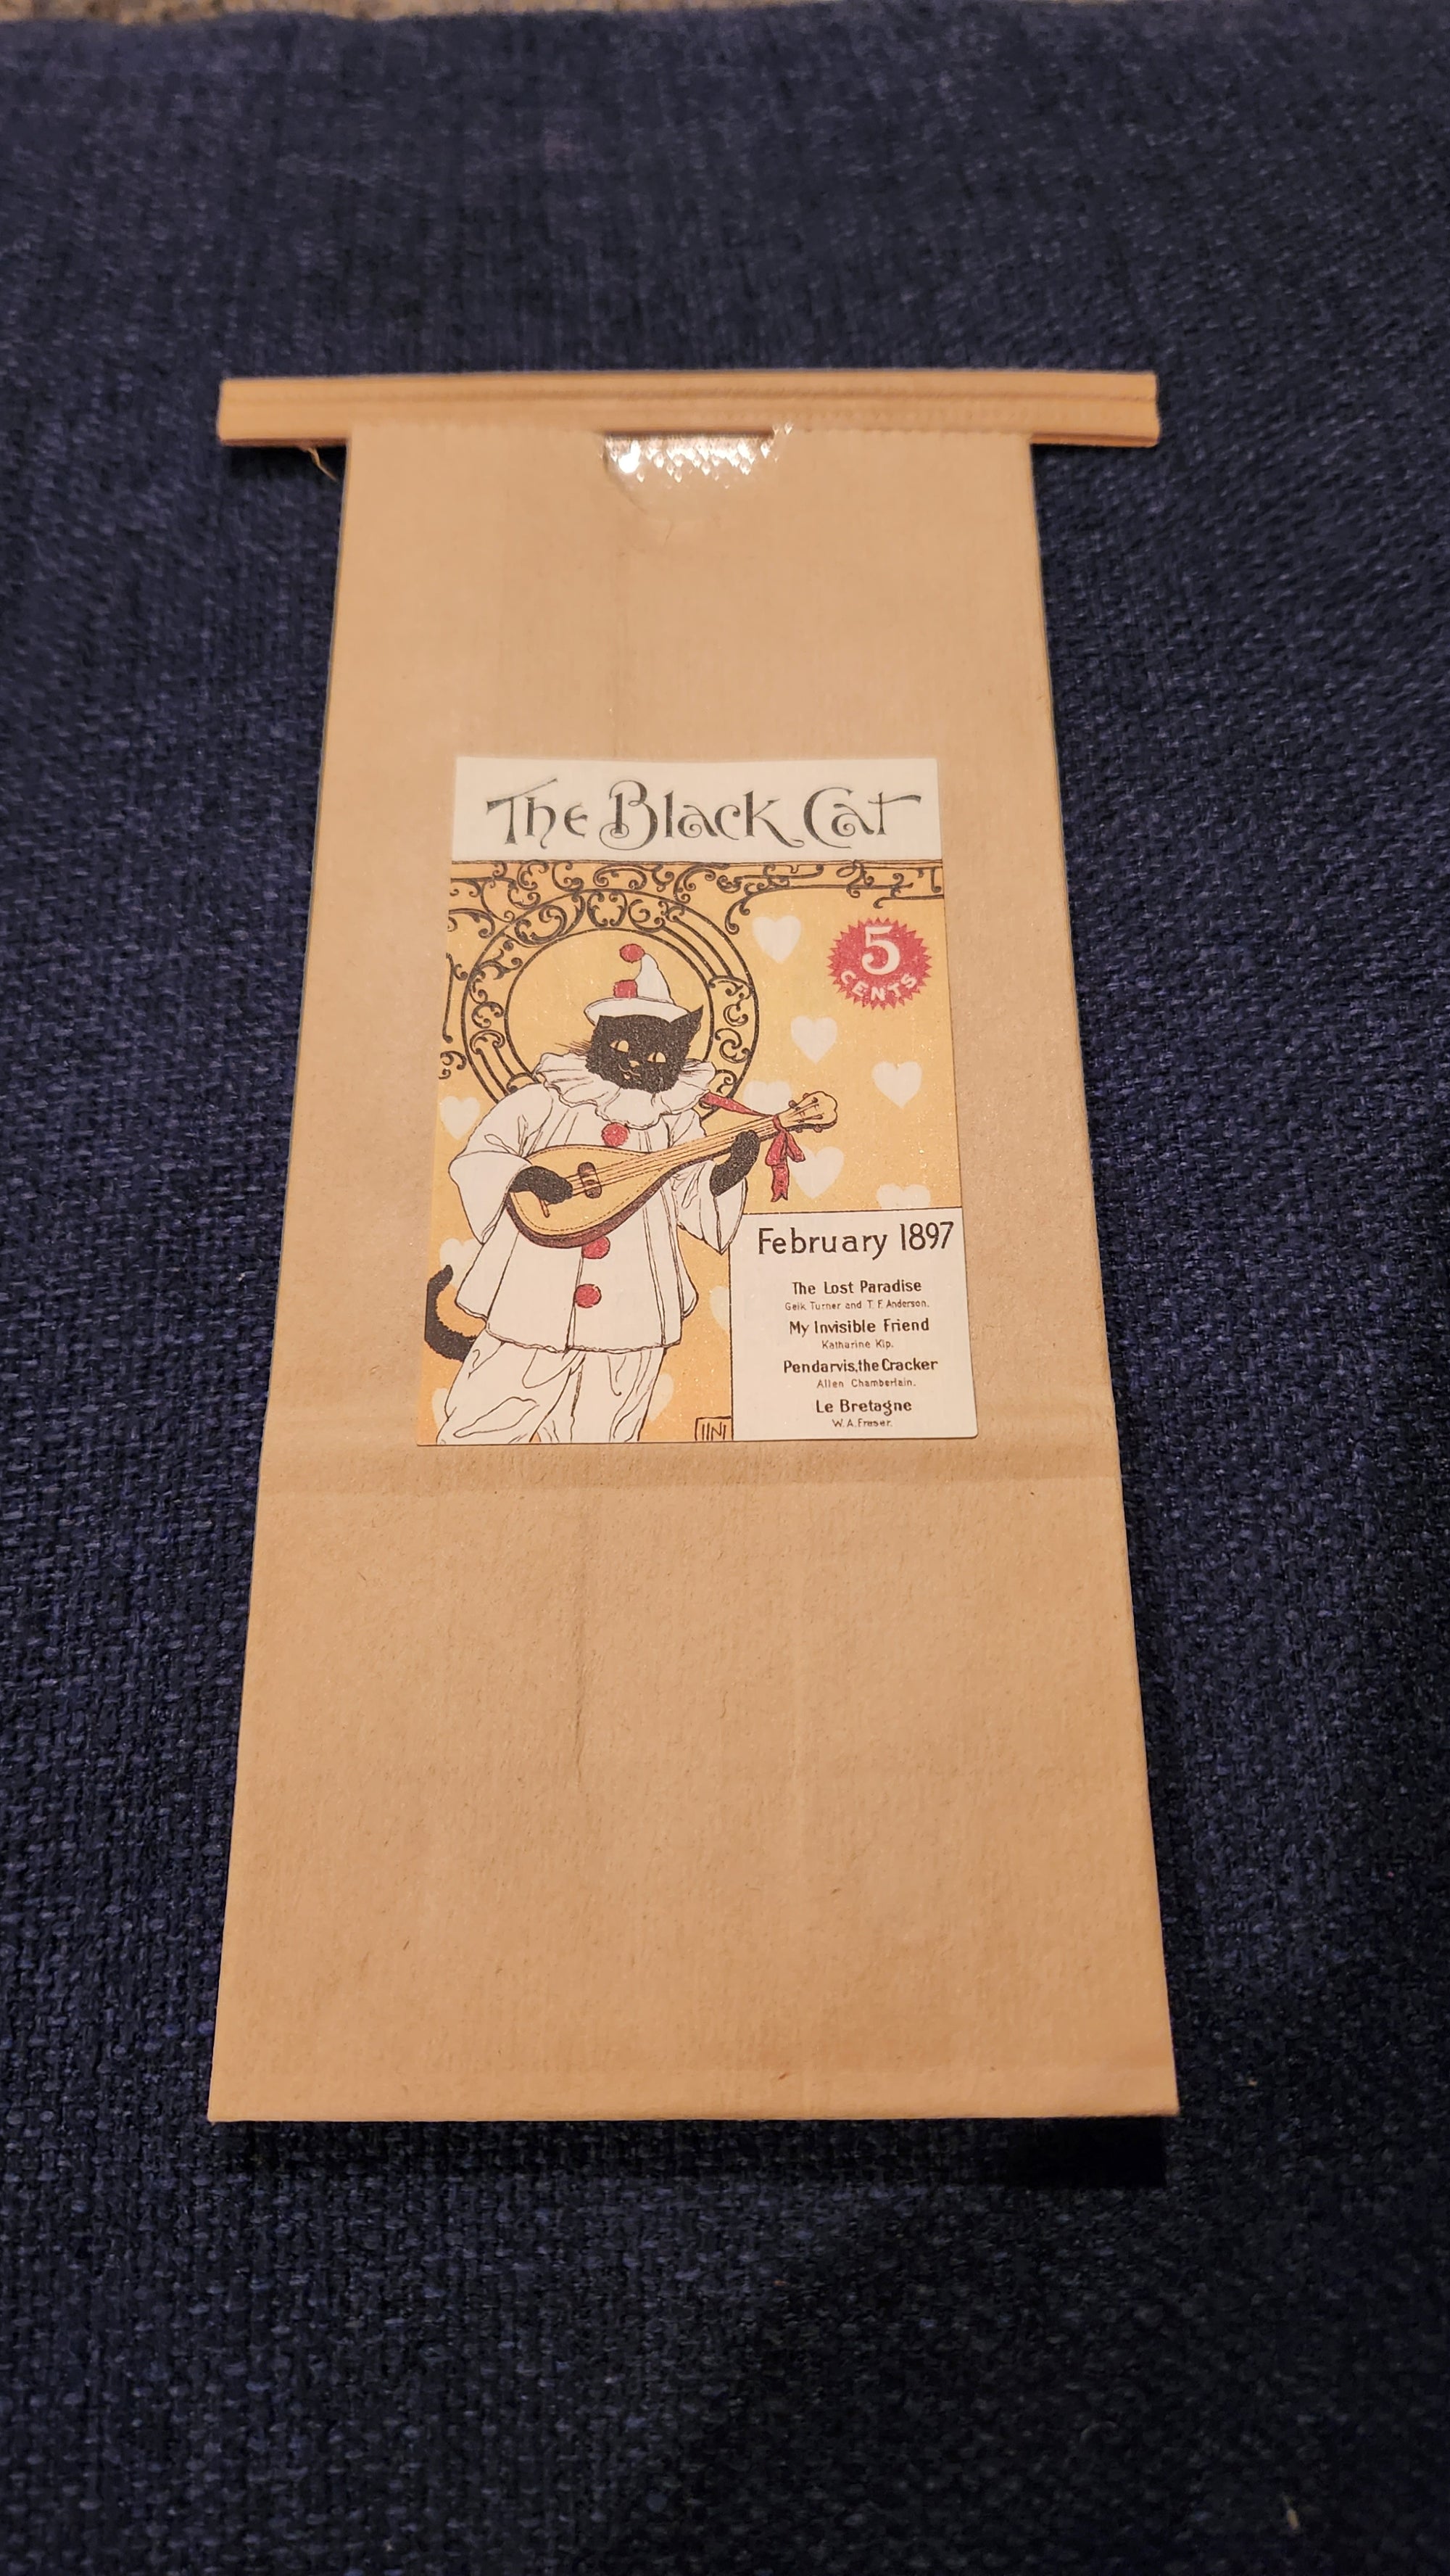 The Black Cat
5
CENTS
February 1897
The Lost Paradise
Geik Turner and T. F. Anderson.
My Invisible Friend
Katharine Kip.
Pendarvis, the Cracker
Allen Chamberlain.
Le Bretagne
W. A. Fraser.